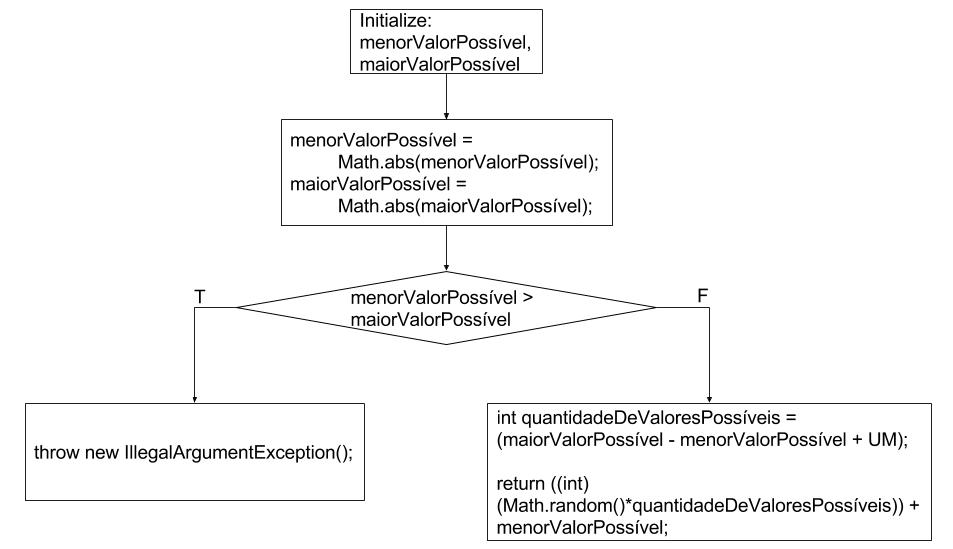 Initialize:
menorValorPossível,
maiorValorPossível
menorValorPossível =
Math.abs(menorValorPossível);
maiorValorPossível =
Math.abs(maiorValorPossível);
menorValorPossível >
maiorValorPossível
T
F
throw new IllegalArgumentException();
int quantidadeDeValoresPossíveis =
(maiorValorPossível - menorValorPossível + UM);
return ((int)
(Math.random()*quantidadeDeValoresPossíveis)) +
menorValorPossível;